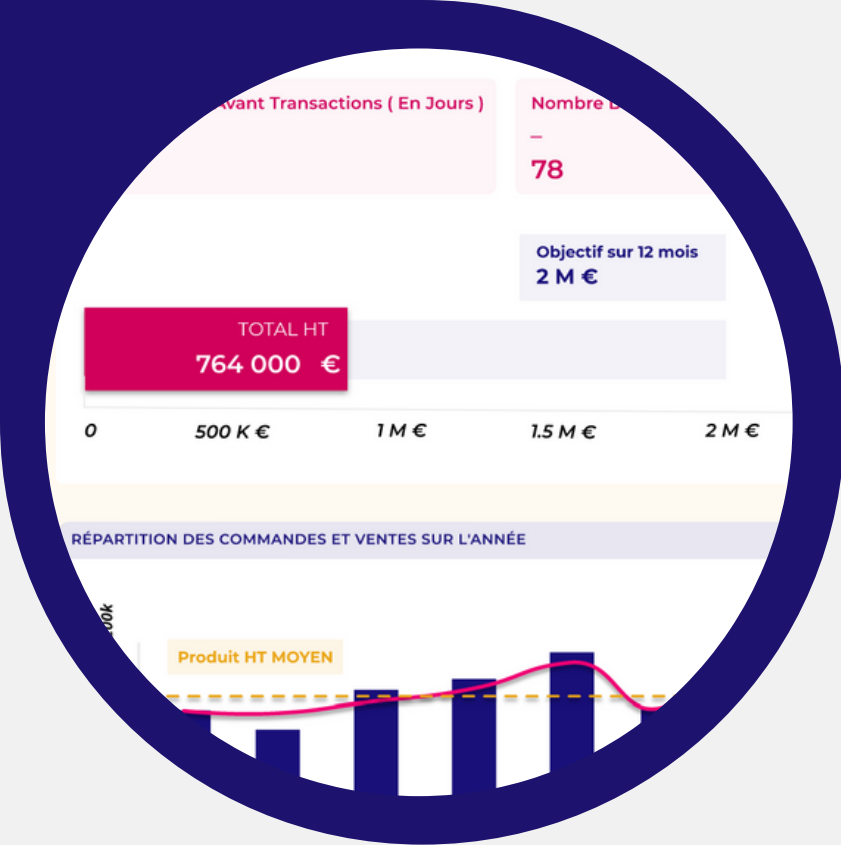 Avant Transactions ( En Jours )
Nombre
–
78
Objectif sur 12 mois
2 M €
TOTAL HT
764 000 €
0 500 K € 1 M € 1.5 M € 2 M €
RÉPARTITION DES COMMANDES ET VENTES SUR L'ANNÉE
Produit HT MOYEN